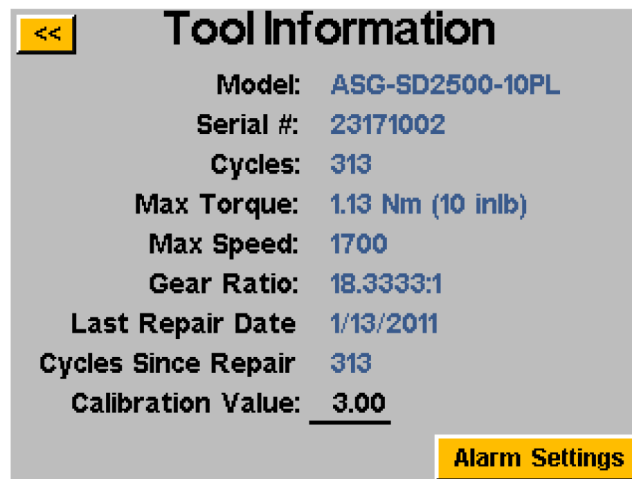 << Tool Information
Model: ASG-SD2500-10PL
Serial #: 23171002
Cycles: 313
Max Torque: 1.13 Nm (10 inlb)
Max Speed: 1700
Gear Ratio: 18.3333:1
Last Repair Date 1/13/2011
Cycles Since Repair 313
Calibration Value: 3.00
Alarm Settings